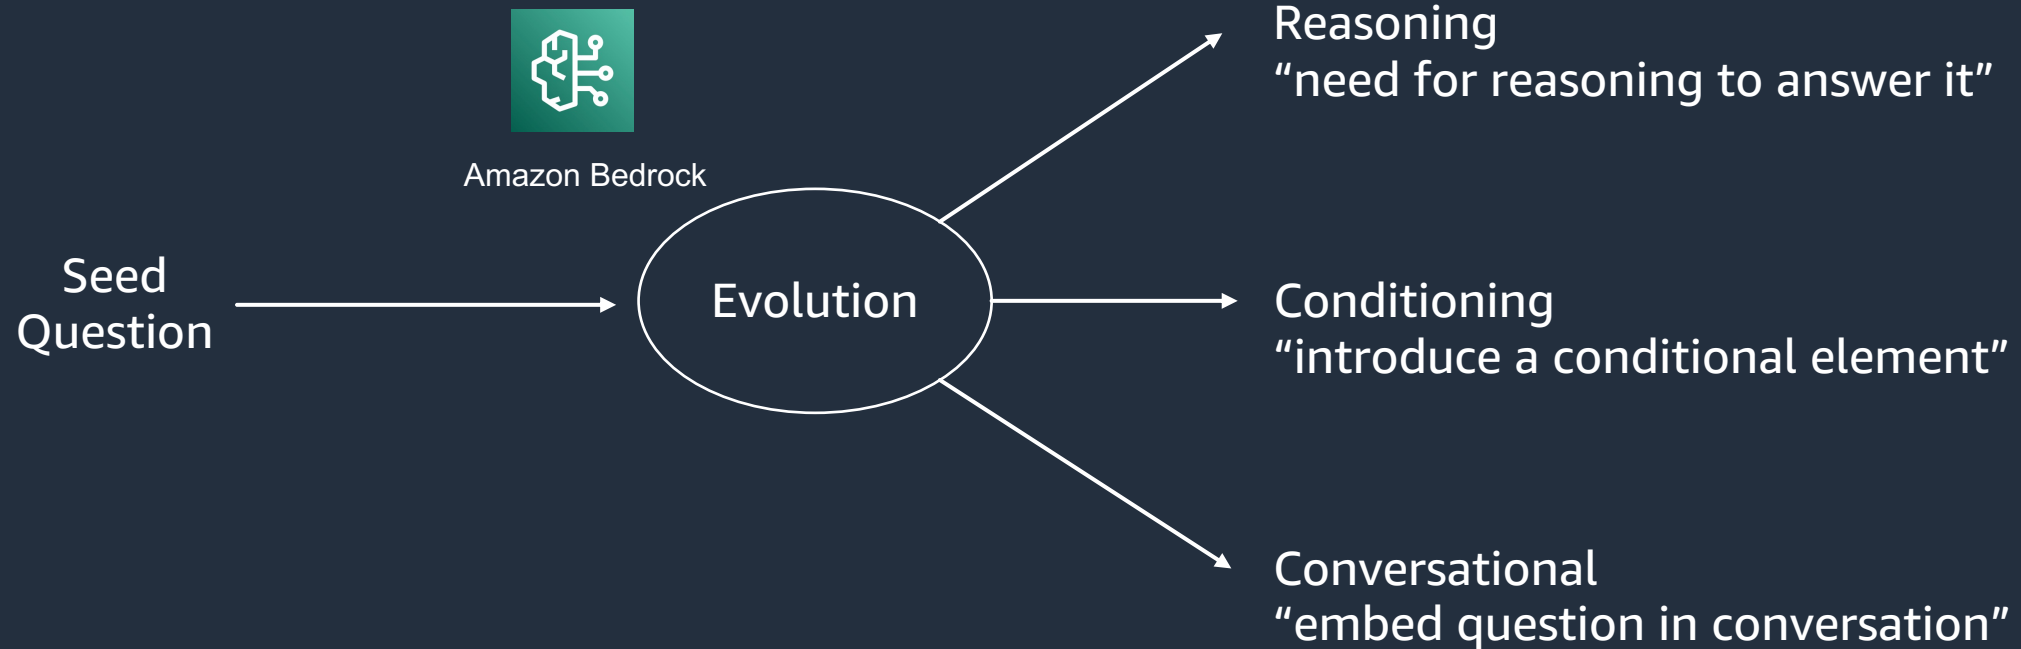 Amazon Bedrock
Seed
Question
Evolution
Reasoning
“need for reasoning to answer it”
Conditioning
“introduce a conditional element”
Conversational
“embed question in conversation”